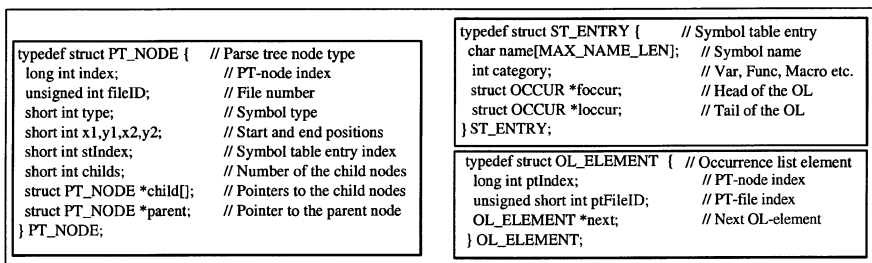 typedef struct PT_NODE { // Parse tree node type
long int index; // PT-node index
unsigned int fileID; // File number
short int type; // Symbol type
short int x1,y1,x2,y2; // Start and end positions
short int stIndex; // Symbol table entry index
short int childs; // Number of the child nodes
struct PT_NODE *child[]; // Pointers to the child nodes
struct PT_NODE *parent; // Pointer to the parent node
} PT_NODE;
typedef struct ST_ENTRY { // Symbol table entry
char name[MAX_NAME_LEN]; // Symbol name
int category; // Var, Func, Macro etc.
struct OCCUR *foccur; // Head of the OL
struct OCCUR *loccur; // Tail of the OL
} ST_ENTRY;
typedef struct OL_ELEMENT { // Occurrence list element
long int ptIndex; // PT-node index
unsigned short int ptFileID; // PT-file index
OL_ELEMENT *next; // Next OL-element
} OL_ELEMENT;